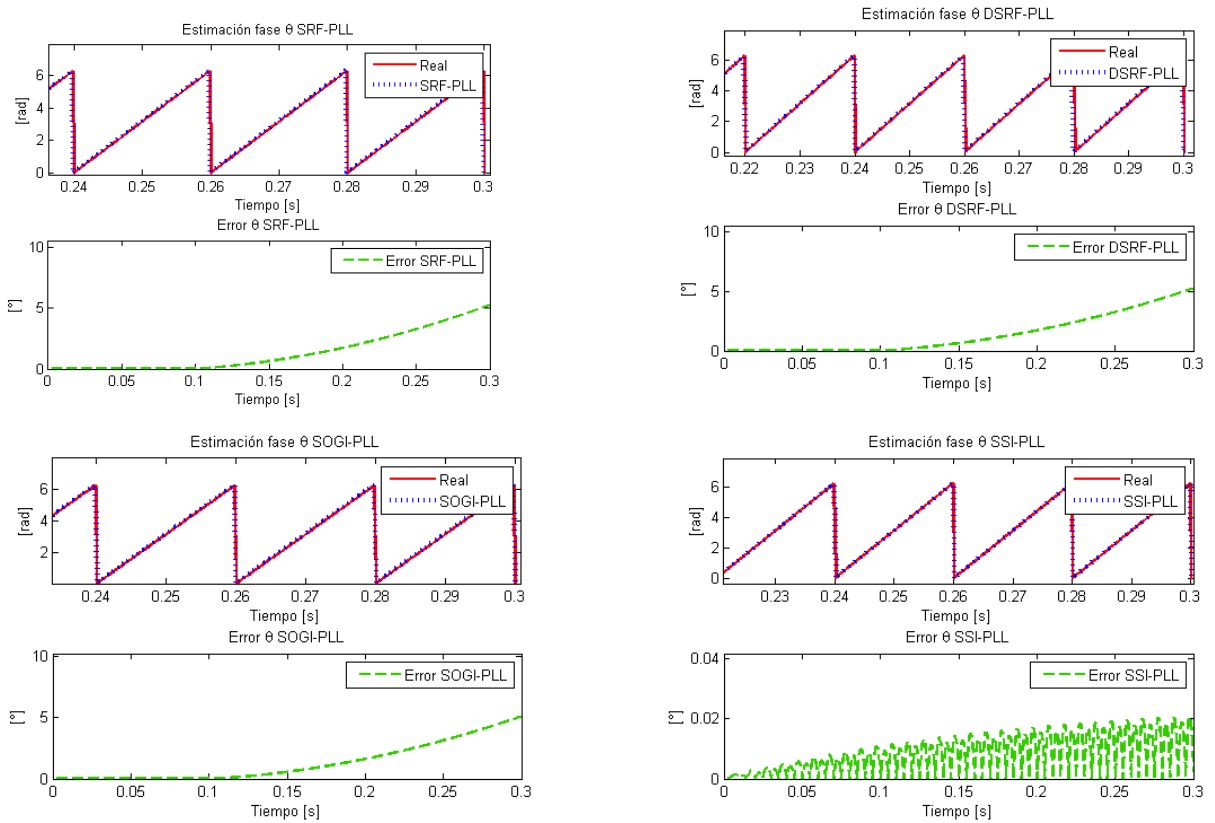 Estimación fase θ SRF-PLL
Real
SRF-PLL
[rad]
6
4
2
0
0.24 0.25 0.26 0.27 0.28 0.29 0.3
Tiempo [s]
Error θ SRF-PLL
Error SRF-PLL
[°]
10
5
0
0 0.05 0.1 0.15 0.2 0.25 0.3
Tiempo [s]
Estimación fase θ DSRF-PLL
Real
DSRF-PLL
[rad]
6
4
2
0
0.22 0.23 0.24 0.25 0.26 0.27 0.28 0.29 0.3
Tiempo [s]
Error θ DSRF-PLL
Error DSRF-PLL
[°]
10
5
0
0 0.05 0.1 0.15 0.2 0.25 0.3
Tiempo [s]
Estimación fase θ SOGI-PLL
Real
SOGI-PLL
[rad]
6
4
2
0.24 0.25 0.26 0.27 0.28 0.29 0.3
Tiempo [s]
Error θ SOGI-PLL
Error SOGI-PLL
[°]
10
5
0
0 0.05 0.1 0.15 0.2 0.25 0.3
Tiempo [s]
Estimación fase θ SSI-PLL
Real
SSI-PLL
[rad]
6
4
2
0
0.23 0.24 0.25 0.26 0.27 0.28 0.29 0.3
Tiempo [s]
Error θ SSI-PLL
Error SSI-PLL
[°]
0.04
0.02
0
0 0.05 0.1 0.15 0.2 0.25 0.3
Tiempo [s]